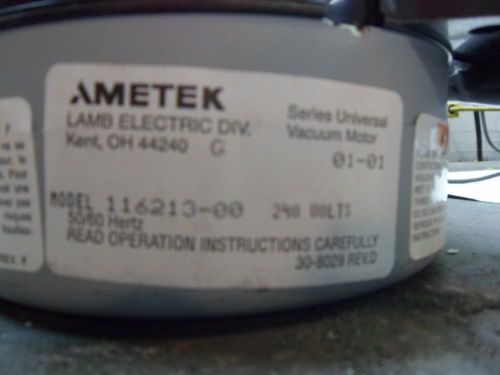 AMETEK
LAMB ELECTRIC DIV.
Kent, OH 44240 G
Series Universal
Vacuum Motor
01-01
MODEL 116213-00 240 VOLTS
50/60 Hertz
READ OPERATION INSTRUCTIONS CAREFULLY
30-8029 REV.D